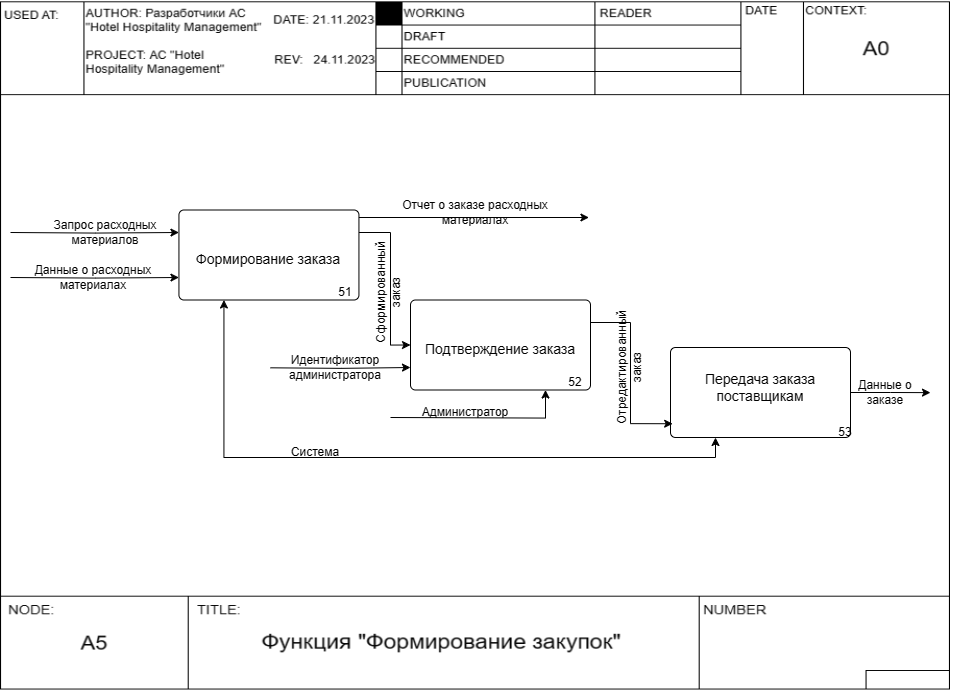 USED AT:
AUTHOR: Разработчики АС
"Hotel Hospitality Management"
DATE: 21.11.2023
PROJECT: АС "Hotel
Hospitality Management"
REV: 24.11.2023
WORKING
DRAFT
RECOMMENDED
PUBLICATION
READER
DATE
CONTEXT:
A0
Запрос расходных
материалов
Данные о расходных
материалах
Формирование заказа
51
Отчет о заказе расходных
материалах
Сформированный
заказ
Идентификатор
администратора
Подтверждение заказа
52
Администратор
Отредактированный
заказ
Передача заказа
поставщикам
53
Данные о
заказе
Система
NODE:
A5
TITLE:
Функция "Формирование закупок"
NUMBER